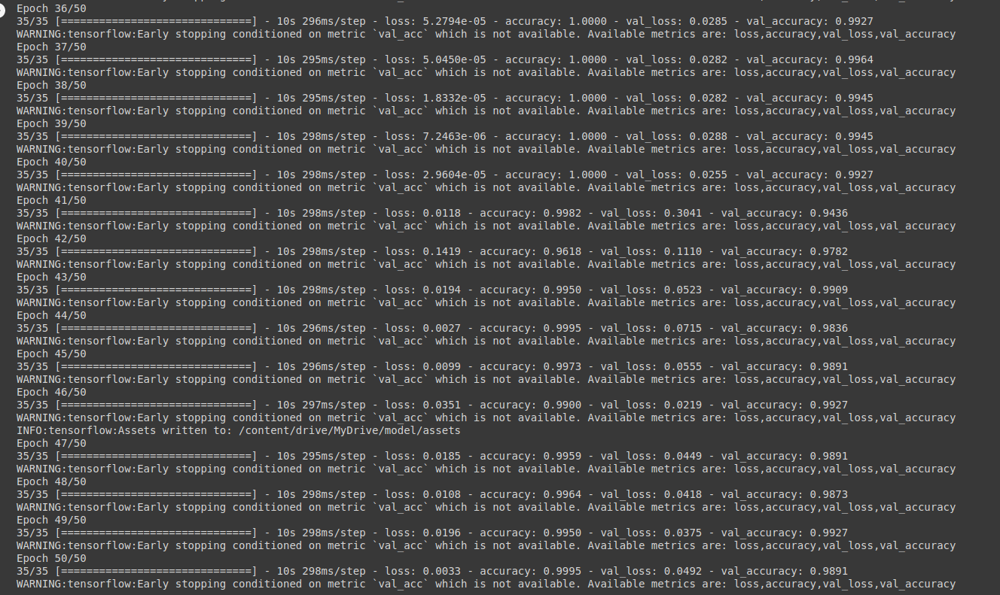 Epoch 36/50
35/35 [==============================] - 10s 296ms/step - loss: 5.2794e-05 - accuracy: 1.0000 - val_loss: 0.0285 - val_accuracy: 0.9927
WARNING:tensorflow:Early stopping conditioned on metric `val_acc` which is not available. Available metrics are: loss,accuracy,val_loss,val_accuracy
Epoch 37/50
35/35 [==============================] - 10s 295ms/step - loss: 5.0450e-05 - accuracy: 1.0000 - val_loss: 0.0282 - val_accuracy: 0.9964
WARNING:tensorflow:Early stopping conditioned on metric `val_acc` which is not available. Available metrics are: loss,accuracy,val_loss,val_accuracy
Epoch 38/50
35/35 [==============================] - 10s 295ms/step - loss: 1.8332e-05 - accuracy: 1.0000 - val_loss: 0.0282 - val_accuracy: 0.9945
WARNING:tensorflow:Early stopping conditioned on metric `val_acc` which is not available. Available metrics are: loss,accuracy,val_loss,val_accuracy
Epoch 39/50
35/35 [==============================] - 10s 298ms/step - loss: 7.2463e-06 - accuracy: 1.0000 - val_loss: 0.0288 - val_accuracy: 0.9945
WARNING:tensorflow:Early stopping conditioned on metric `val_acc` which is not available. Available metrics are: loss,accuracy,val_loss,val_accuracy
Epoch 40/50
35/35 [==============================] - 10s 298ms/step - loss: 2.9604e-05 - accuracy: 1.0000 - val_loss: 0.0255 - val_accuracy: 0.9927
WARNING:tensorflow:Early stopping conditioned on metric `val_acc` which is not available. Available metrics are: loss,accuracy,val_loss,val_accuracy
Epoch 41/50
35/35 [==============================] - 10s 298ms/step - loss: 0.0118 - accuracy: 0.9982 - val_loss: 0.3041 - val_accuracy: 0.9436
WARNING:tensorflow:Early stopping conditioned on metric `val_acc` which is not available. Available metrics are: loss,accuracy,val_loss,val_accuracy
Epoch 42/50
35/35 [==============================] - 10s 298ms/step - loss: 0.1419 - accuracy: 0.9618 - val_loss: 0.1110 - val_accuracy: 0.9782
WARNING:tensorflow:Early stopping conditioned on metric `val_acc` which is not available. Available metrics are: loss,accuracy,val_loss,val_accuracy
Epoch 43/50
35/35 [==============================] - 10s 298ms/step - loss: 0.0194 - accuracy: 0.9950 - val_loss: 0.0523 - val_accuracy: 0.9909
WARNING:tensorflow:Early stopping conditioned on metric `val_acc` which is not available. Available metrics are: loss,accuracy,val_loss,val_accuracy
Epoch 44/50
35/35 [==============================] - 10s 296ms/step - loss: 0.0027 - accuracy: 0.9995 - val_loss: 0.0715 - val_accuracy: 0.9836
WARNING:tensorflow:Early stopping conditioned on metric `val_acc` which is not available. Available metrics are: loss,accuracy,val_loss,val_accuracy
Epoch 45/50
35/35 [==============================] - 10s 296ms/step - loss: 0.0099 - accuracy: 0.9973 - val_loss: 0.0555 - val_accuracy: 0.9891
WARNING:tensorflow:Early stopping conditioned on metric `val_acc` which is not available. Available metrics are: loss,accuracy,val_loss,val_accuracy
Epoch 46/50
35/35 [==============================] - 10s 297ms/step - loss: 0.0351 - accuracy: 0.9900 - val_loss: 0.0219 - val_accuracy: 0.9927
WARNING:tensorflow:Early stopping conditioned on metric `val_acc` which is not available. Available metrics are: loss,accuracy,val_loss,val_accuracy
INFO:tensorflow:Assets written to: /content/drive/MyDrive/model/assets
Epoch 47/50
35/35 [==============================] - 10s 295ms/step - loss: 0.0185 - accuracy: 0.9959 - val_loss: 0.0449 - val_accuracy: 0.9891
WARNING:tensorflow:Early stopping conditioned on metric `val_acc` which is not available. Available metrics are: loss,accuracy,val_loss,val_accuracy
Epoch 48/50
35/35 [==============================] - 10s 298ms/step - loss: 0.0108 - accuracy: 0.9964 - val_loss: 0.0418 - val_accuracy: 0.9873
WARNING:tensorflow:Early stopping conditioned on metric `val_acc` which is not available. Available metrics are: loss,accuracy,val_loss,val_accuracy
Epoch 49/50
35/35 [==============================] - 10s 298ms/step - loss: 0.0196 - accuracy: 0.9950 - val_loss: 0.0375 - val_accuracy: 0.9927
WARNING:tensorflow:Early stopping conditioned on metric `val_acc` which is not available. Available metrics are: loss,accuracy,val_loss,val_accuracy
Epoch 50/50
35/35 [==============================] - 10s 298ms/step - loss: 0.0033 - accuracy: 0.9995 - val_loss: 0.0492 - val_accuracy: 0.9891
WARNING:tensorflow:Early stopping conditioned on metric `val_acc` which is not available. Available metrics are: loss,accuracy,val_loss,val_accuracy